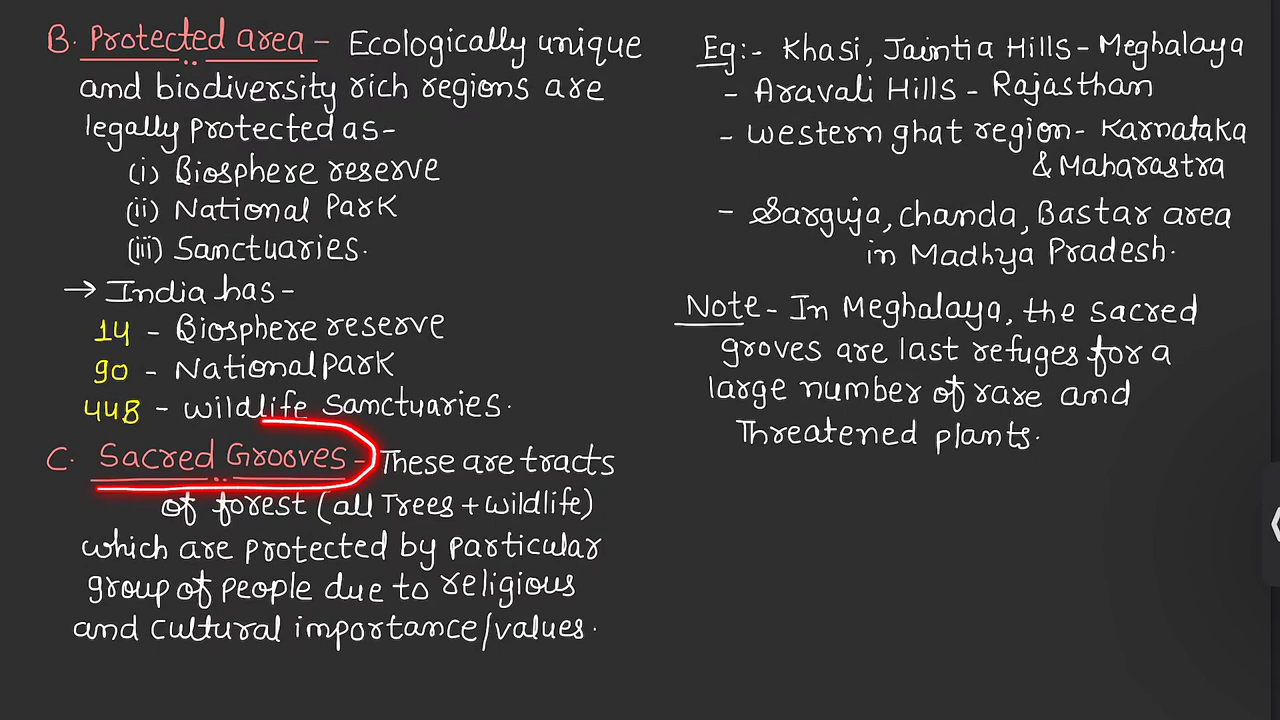 B. Protected area - Ecologically unique
and biodiversity rich regions are
legally protected as-
(i) Biosphere reserve
(ii) National Park
(iii) Sanctuaries.
→ India has-
14 - Biosphere reserve
90 - National park
448 - wildlife Sanctuaries.
C. Sacred Grooves - These are tracts
of forest (all Trees + wildlife)
which are protected by particular
group of people due to religious
and cultural importance/values.
Eg:- Khasi, Jaintia Hills - Meghalaya
- Aravali Hills - Rajasthan
- western ghat region - Karnataka
& Maharastra
- Sarguja, Chanda, Bastar area
in Madhya Pradesh.
Note - In Meghalaya, the sacred
groves are last refuges for a
large number of rare and
Threatened plants.